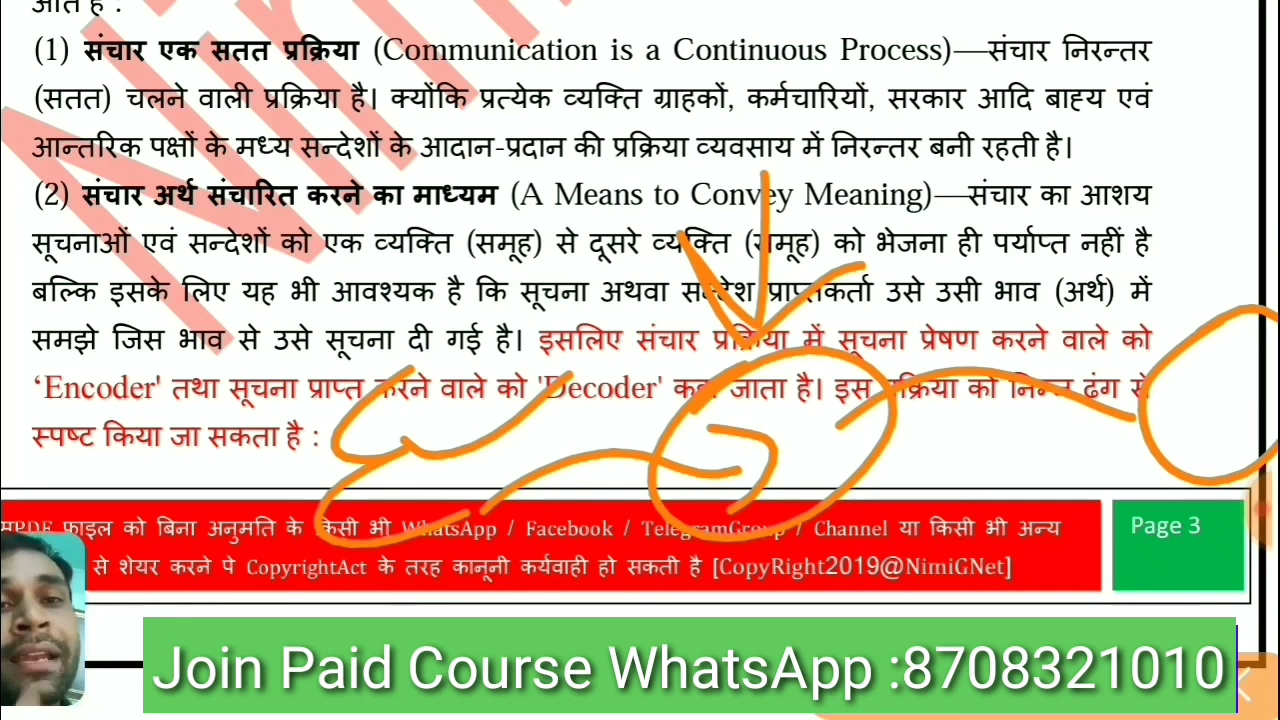 (1) संचार एक सतत प्रक्रिया (Communication is a Continuous Process)—संचार निरन्तर
(सतत) चलने वाली प्रक्रिया है। क्योंकि प्रत्येक व्यक्ति ग्राहकों, कर्मचारियों, सरकार आदि बाह्य एवं
आन्तरिक पक्षों के मध्य सन्देशों के आदान-प्रदान की प्रक्रिया व्यवसाय में निरन्तर बनी रहती है।
(2) संचार अर्थ संचारित करने का माध्यम (A Means to Convey Meaning)—संचार का आशय
सूचनाओं एवं सन्देशों को एक व्यक्ति (समूह) से दूसरे व्यक्ति (समूह) को भेजना ही पर्याप्त नहीं है
बल्कि इसके लिए यह भी आवश्यक है कि सूचना अथवा सन्देश प्राप्तकर्ता उसे उसी भाव (अर्थ) में
समझे जिस भाव से उसे सूचना दी गई है। इसलिए संचार प्रक्रिया में सूचना प्रेषण करने वाले को
‘Encoder' तथा सूचना प्राप्त करने वाले को 'Decoder' कहा जाता है। इस प्रक्रिया को निम्न ढंग से
स्पष्ट किया जा सकता है :
फ़ाइल को बिना अनुमति के किसी भी WhatsApp / Facebook / TelegramGroup / Channel या किसी भी अन्य
से शेयर करने पे CopyrightAct के तरह कानूनी कर्यवाही हो सकती है [CopyRight2019@NimiGNet]
Page 3
Join Paid Course WhatsApp :8708321010